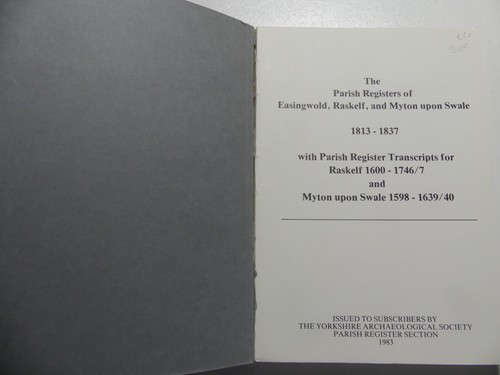 The
Parish Registers of
Easingwold, Raskelf, and Myton upon Swale
1813 - 1837
with Parish Register Transcripts for
Raskelf 1600 - 1746/7
and
Myton upon Swale 1598 - 1639/40
ISSUED TO SUBSCRIBERS BY
THE YORKSHIRE ARCHAEOLOGICAL SOCIETY
PARISH REGISTER SECTION
1983